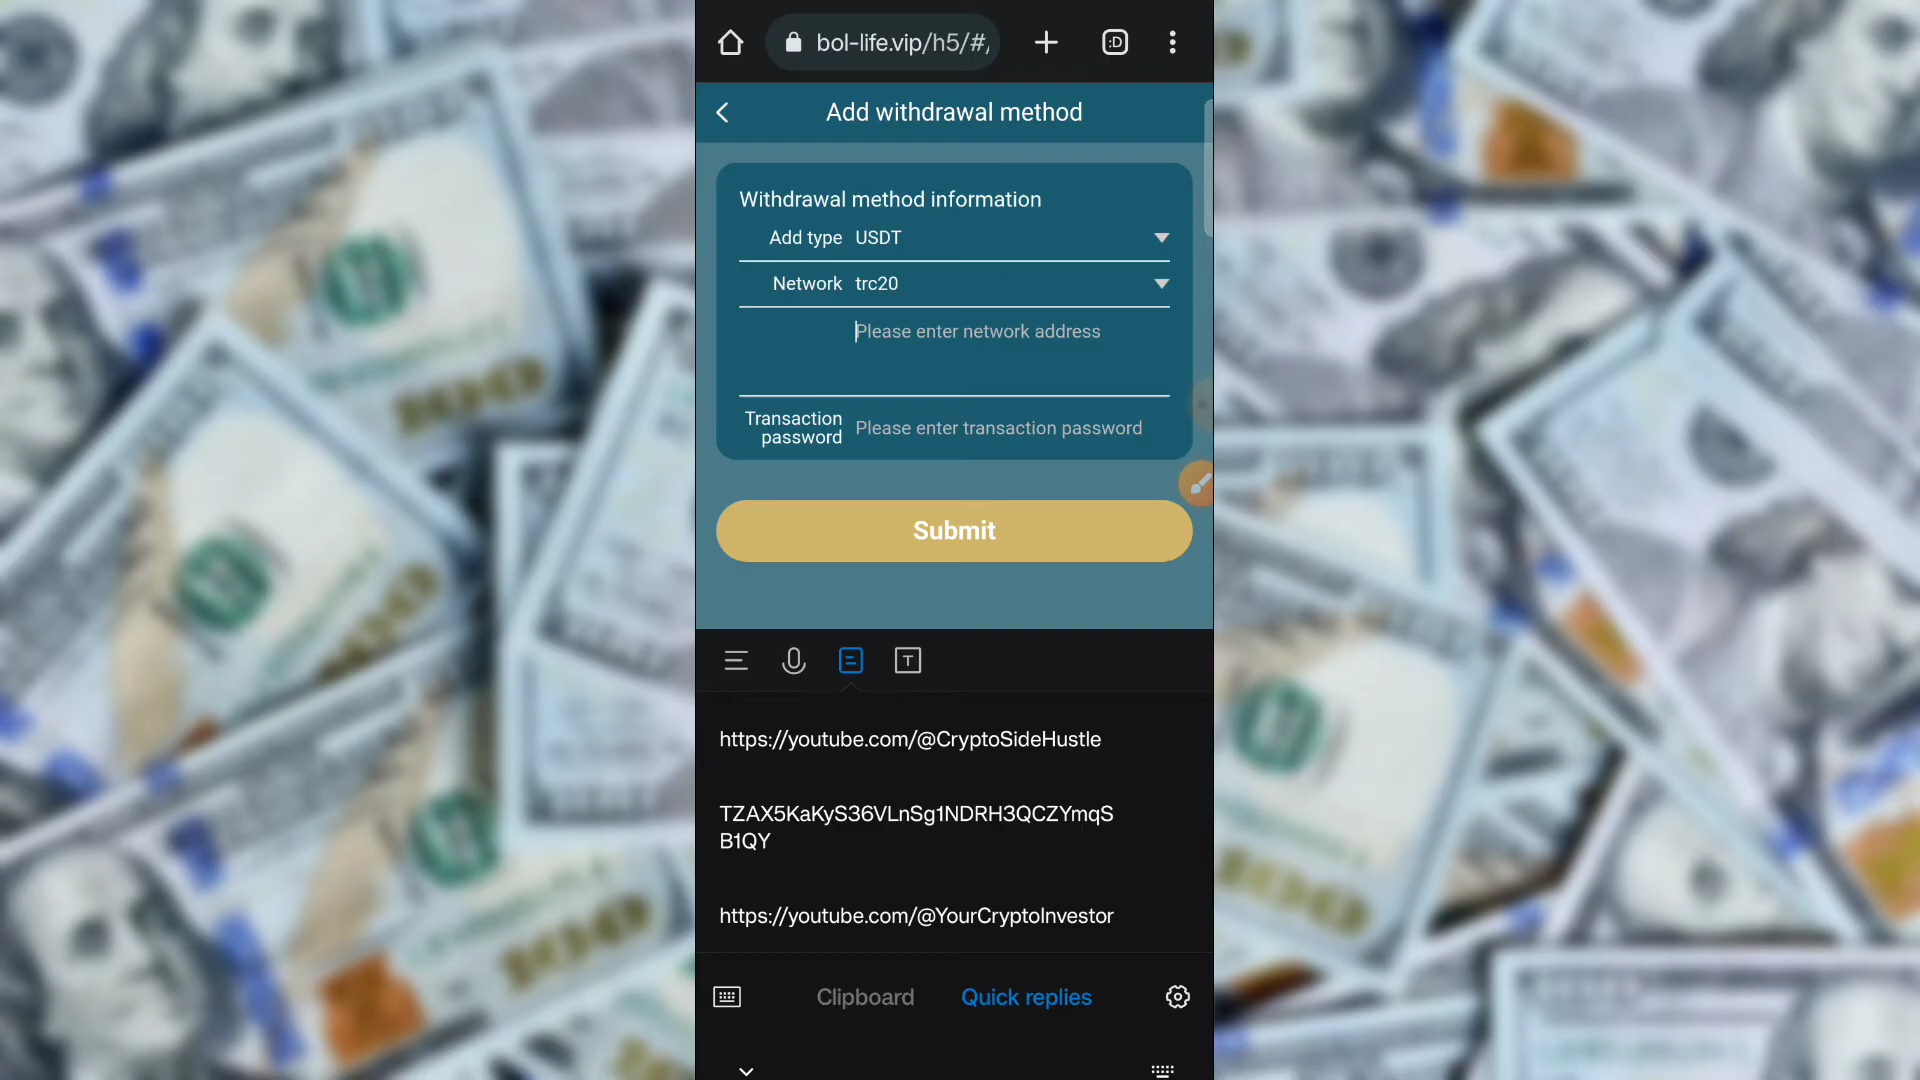 bol-life.vip/h5/#/
:D
Add withdrawal method
Withdrawal method information
Add type USDT
Network trc20
Please enter network address
Transaction
password Please enter transaction password
Submit
T
https://youtube.com/@CryptoSideHustle
TZAX5KaKyS36VLnSg1NDRH3QCZYmqS
B1QY
https://youtube.com/@YourCryptoInvestor
Clipboard Quick replies